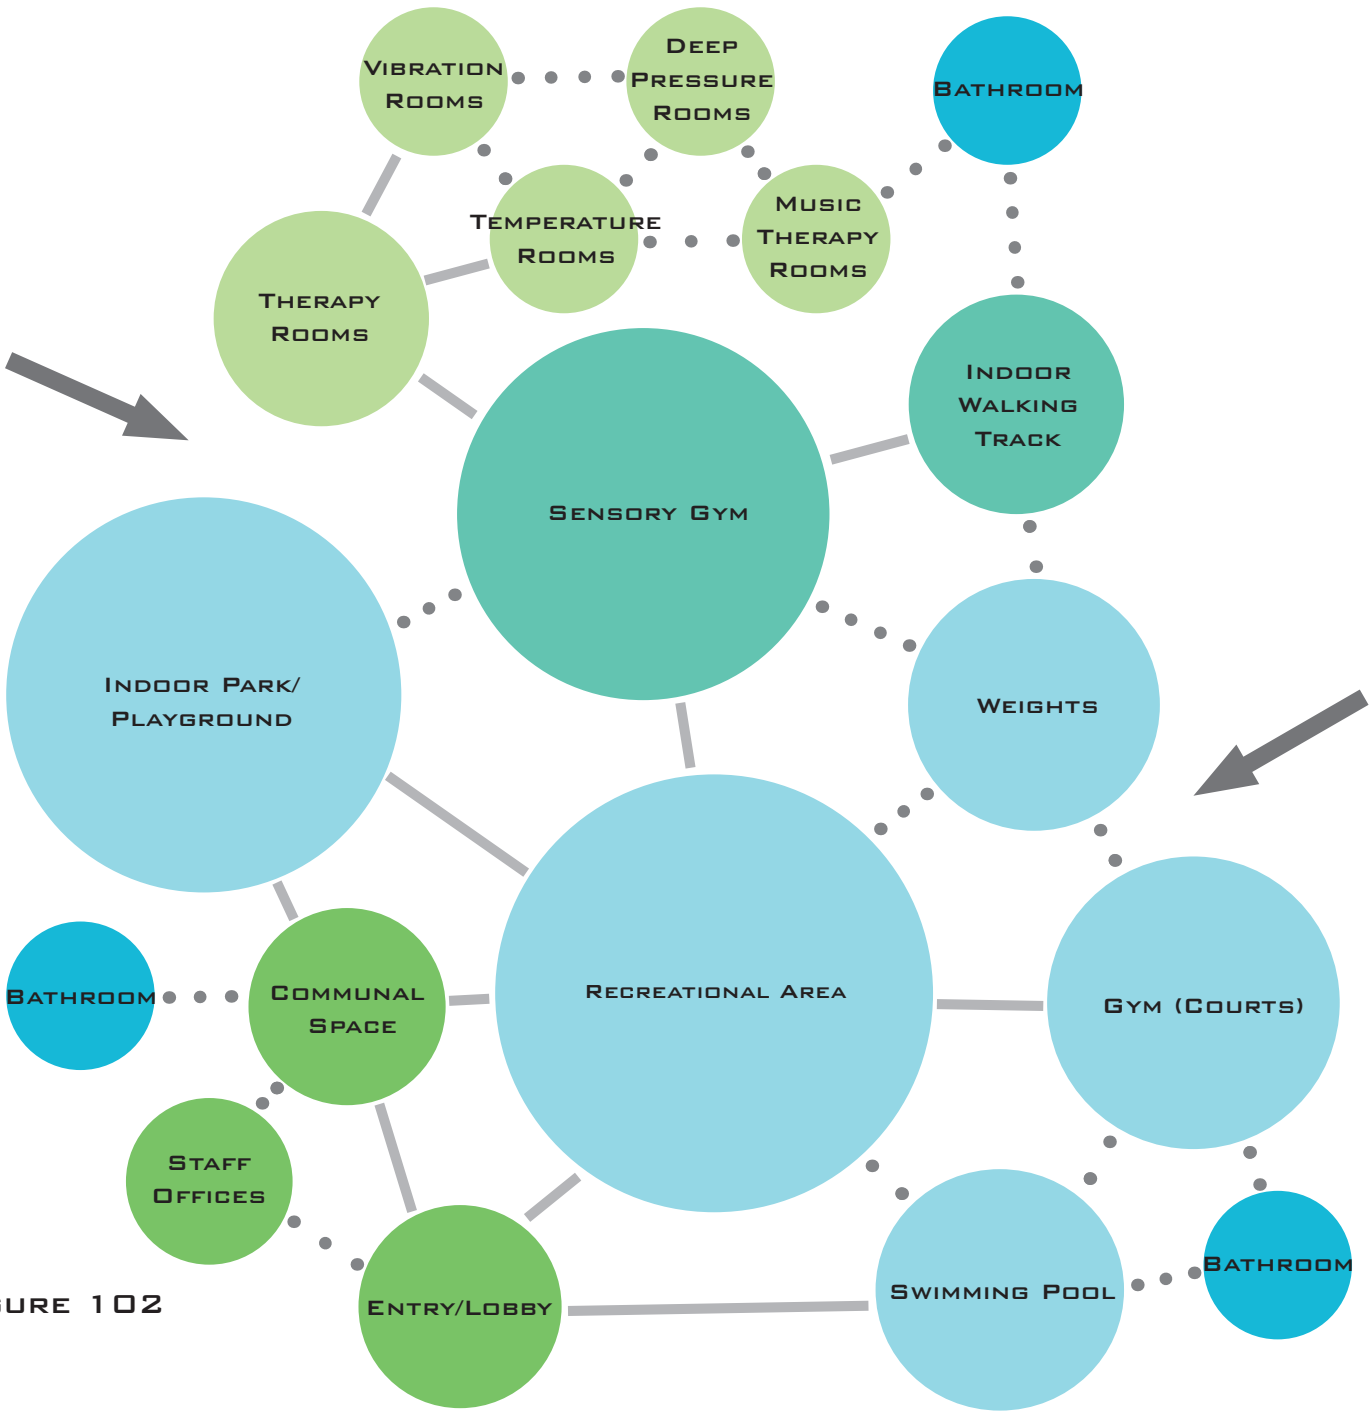 Vibration
Rooms
Deep
Pressure
Rooms
Bathroom
Temperature
Rooms
Music
Therapy
Rooms
Therapy
Rooms
Indoor
Walking
Track
Sensory Gym
Indoor Park/
Playground
Weights
Bathroom
Communal
Space
Recreational Area
Gym (Courts)
Staff
Offices
Entry/Lobby
Swimming Pool
Bathroom
gure 102